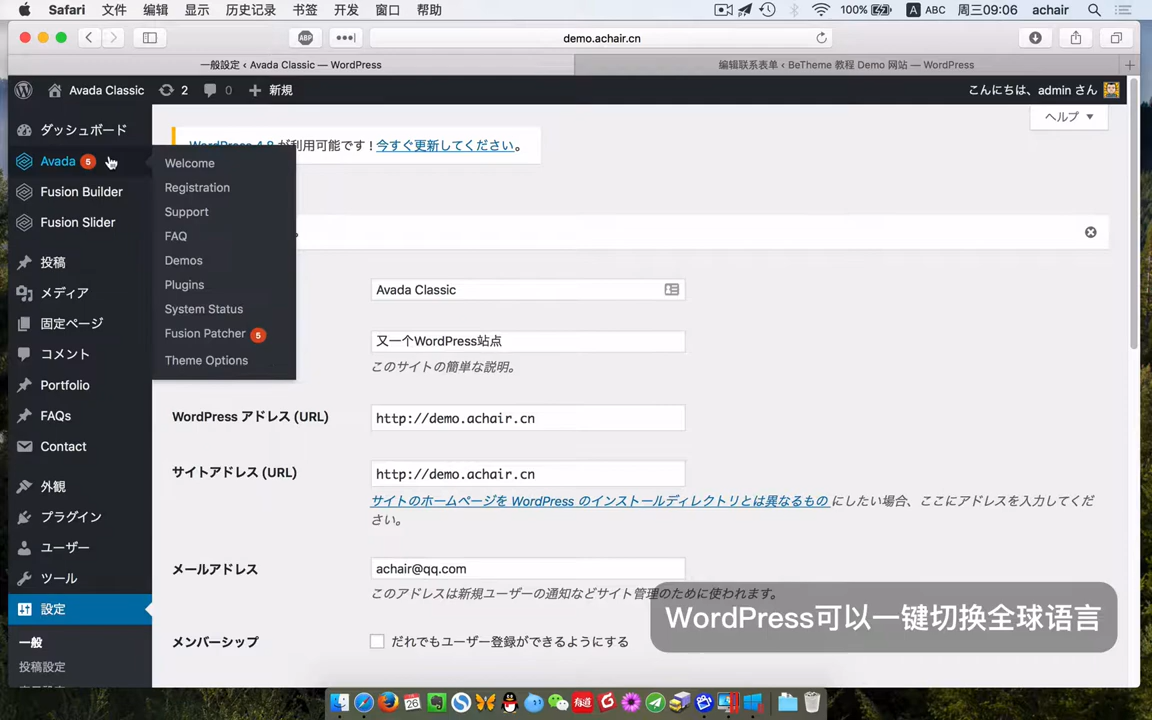 Safari 文件 编辑 显示 历史记录 书签 开发 窗口 帮助 100% A ABC 周三09:06 achair
ABP demo.achair.cn
一般設定 ‹ Avada Classic — WordPress
编辑联系表单 ‹ BeTheme 教程 Demo 网站 — WordPress
Avada Classic 2 0 新規 こんにちは、admin さん
ヘルプ
ダッシュボード
Avada 5
Fusion Builder
Fusion Slider
投稿
メディア
固定ページ
コメント
Portfolio
FAQs
Contact
外観
プラグイン
ユーザー
ツール
設定
一般
投稿設定
Welcome
Registration
Support
FAQ
Demos
Plugins
System Status
Fusion Patcher 5
Theme Options
WordPress 4.8 が利用可能です ! 今すぐ更新してください。
Avada Classic
又一个WordPress站点
このサイトの簡単な説明。
WordPress アドレス (URL) http://demo.achair.cn
サイトアドレス (URL) http://demo.achair.cn
サイトのホームページを WordPress のインストールディレクトリとは異なるもの にしたい場合、ここにアドレスを入力してくだ
さい。
メールアドレス achair@qq.com
このアドレスは新規ユーザーの通知などサイト管理のために使われます。
メンバーシップ だれでもユーザー登録ができるようにする
WordPress可以一键切换全球语言
26
有道